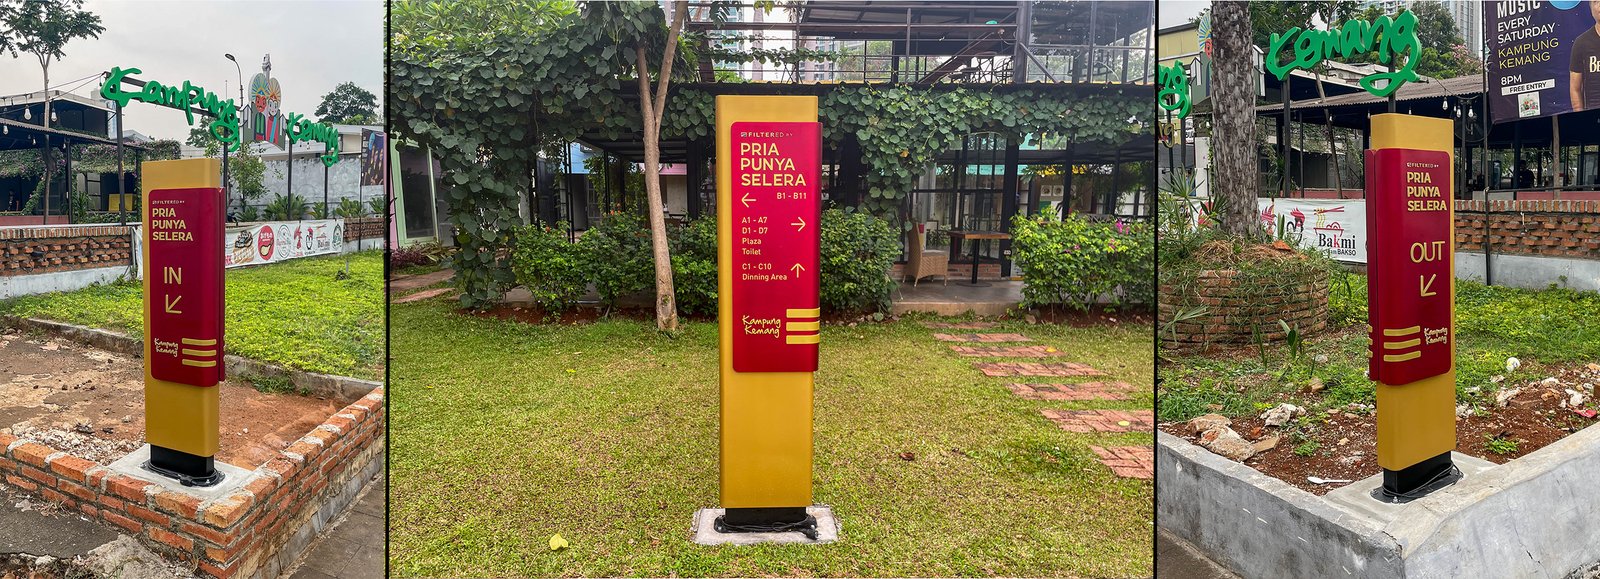 Kampung
Kemang
FILTERED BY
PRIA
PUNYA
SELERA
IN
Kampung
Kemang
FILTERED BY
PRIA
PUNYA
SELERA
B1 - B11
A1 - A7
D1 - D7
Plaza
Toilet
C1 - C10
Dinning Area
Kampung
Kemang
Kemang
MUSIC
EVERY
SATURDAY
KAMPUNG
KEMANG
8PM
FREE ENTRY
Bakmi
FILTERED BY
PRIA
PUNYA
SELERA
OUT
Kampung
Kemang